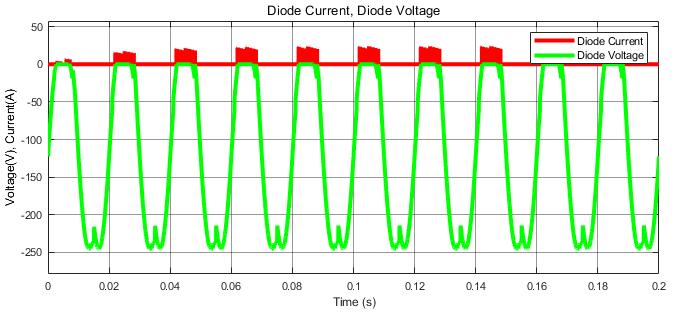 Diode Current, Diode Voltage
Voltage(V), Current(A)
50
0
-50
-100
-150
-200
-250
Diode Current
Diode Voltage
0 0.02 0.04 0.06 0.08 0.1 0.12 0.14 0.16 0.18 0.2
Time (s)